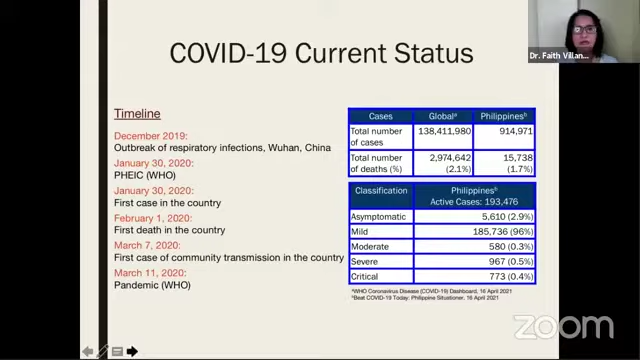 COVID-19 Current Status
Dr. Faith Villan...
Timeline
December 2019:
Outbreak of respiratory infections, Wuhan, China
January 30, 2020:
PHEIC (WHO)
January 30, 2020:
First case in the country
February 1, 2020:
First death in the country
March 7, 2020:
First case of community transmission in the country
March 11, 2020:
Pandemic (WHO)
Cases Globalᵃ Philippinesᵇ
Total number 138,411,980 914,971
of cases
Total number 2,974,642 15,738
of deaths (%) (2.1%) (1.7%)
Classification Philippinesᵇ
Active Cases: 193,476
Asymptomatic 5,610 (2.9%)
Mild 185,736 (96%)
Moderate 580 (0.3%)
Severe 967 (0.5%)
Critical 773 (0.4%)
ᵃWHO Coronavirus Disease (COVID-19) Dashboard, 16 April 2021
ᵇBeat COVID-19 Today: Philippine Situationer, 16 April 2021
zoom